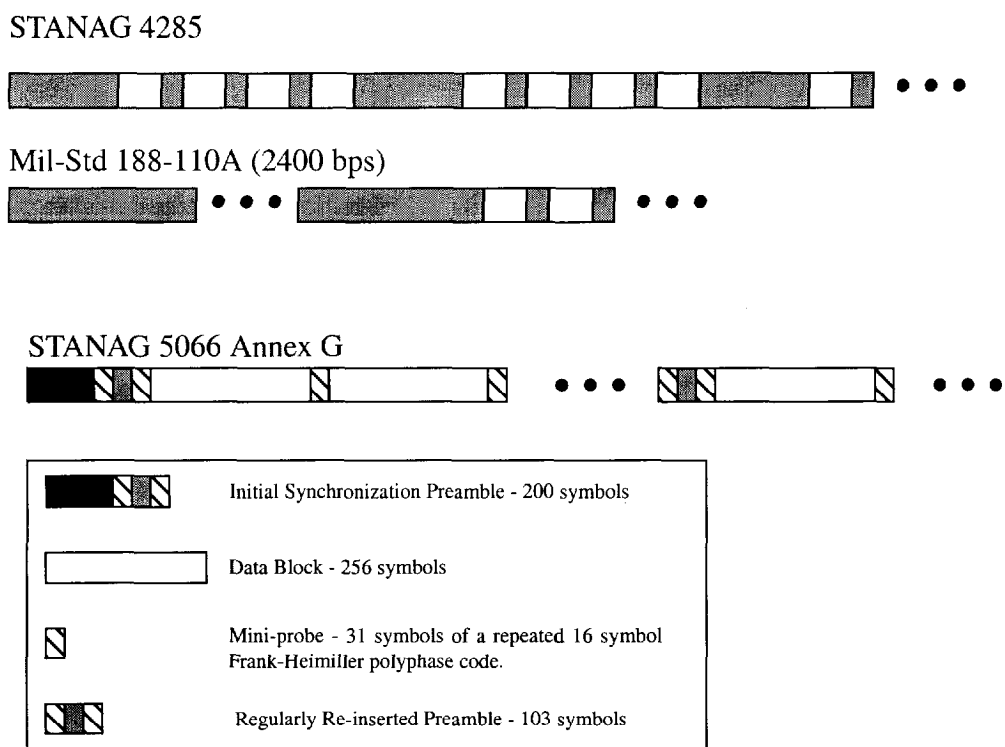 STANAG 4285
Mil-Std 188-110A (2400 bps)
STANAG 5066 Annex G
Initial Synchronization Preamble - 200 symbols
Data Block - 256 symbols
Mini-probe - 31 symbols of a repeated 16 symbol
Frank-Heimiller polyphase code.
Regularly Re-inserted Preamble - 103 symbols